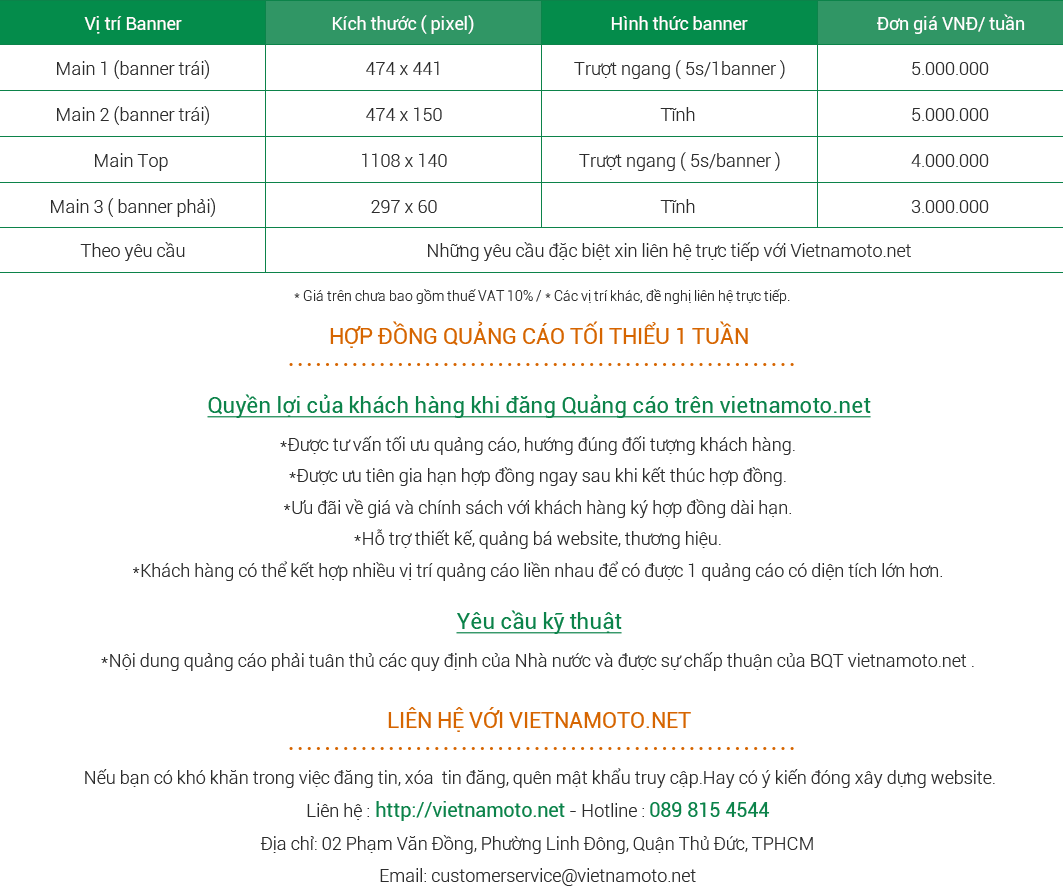 Vị trí Banner Kích thước ( pixel) Hình thức banner Đơn giá VNĐ/ tuần
Main 1 (banner trái) 474 x 441 Trượt ngang ( 5s/1banner ) 5.000.000
Main 2 (banner trái) 474 x 150 Tĩnh 5.000.000
Main Top 1108 x 140 Trượt ngang ( 5s/banner ) 4.000.000
Main 3 ( banner phải) 297 x 60 Tĩnh 3.000.000
Theo yêu cầu Những yêu cầu đặc biệt xin liên hệ trực tiếp với Vietnamoto.net
* Giá trên chưa bao gồm thuế VAT 10% / * Các vị trí khác, đề nghị liên hệ trực tiếp.
HỢP ĐỒNG QUẢNG CÁO TỐI THIỂU 1 TUẦN
Quyền lợi của khách hàng khi đăng Quảng cáo trên vietnamoto.net
*Được tư vấn tối ưu quảng cáo, hướng đúng đối tượng khách hàng.
*Được ưu tiên gia hạn hợp đồng ngay sau khi kết thúc hợp đồng.
*Ưu đãi về giá và chính sách với khách hàng ký hợp đồng dài hạn.
*Hỗ trợ thiết kế, quảng bá website, thương hiệu.
*Khách hàng có thể kết hợp nhiều vị trí quảng cáo liền nhau để có được 1 quảng cáo có diện tích lớn hơn.
Yêu cầu kỹ thuật
*Nội dung quảng cáo phải tuân thủ các quy định của Nhà nước và được sự chấp thuận của BQT vietnamoto.net .
LIÊN HỆ VỚI VIETNAMOTO.NET
Nếu bạn có khó khăn trong việc đăng tin, xóa  tin đăng, quên mật khẩu truy cập.Hay có ý kiến đóng xây dựng website.
Liên hệ : http://vietnamoto.net - Hotline : 089 815 4544
Địa chỉ: 02 Phạm Văn Đồng, Phường Linh Đông, Quận Thủ Đức, TPHCM
Email: customerservice@vietnamoto.net